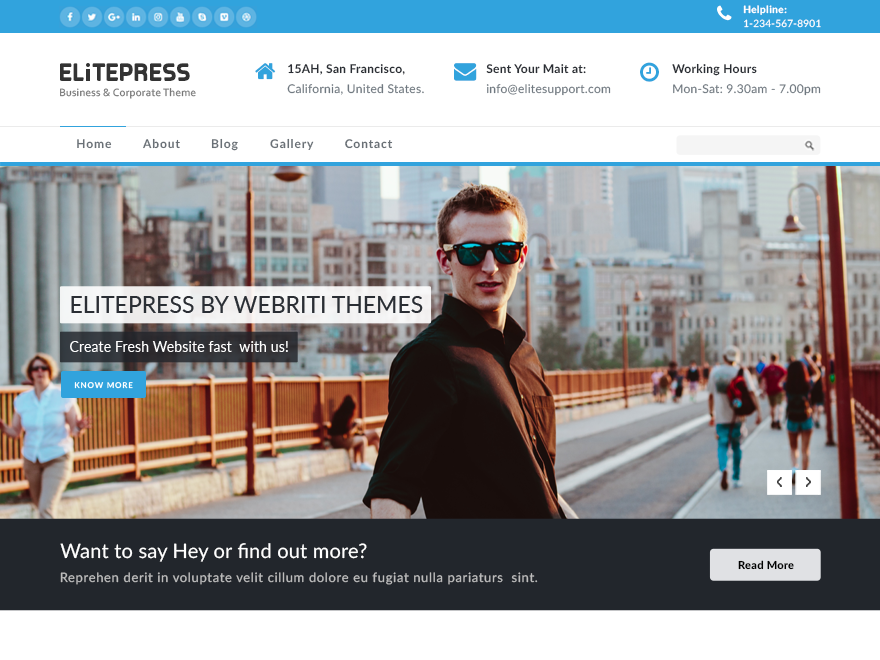 Helpline:
1-234-567-8901
ELiTEPRESS
Business & Corporate Theme
15AH, San Francisco,
California, United States.
Sent Your Mait at:
info@elitesupport.com
Working Hours
Mon-Sat: 9.30am - 7.00pm
Home About Blog Gallery Contact
ELITEPRESS BY WEBRITI THEMES
Create Fresh Website fast with us!
KNOW MORE
Want to say Hey or find out more?
Reprehen derit in voluptate velit cillum dolore eu fugiat nulla pariaturs sint.
Read More